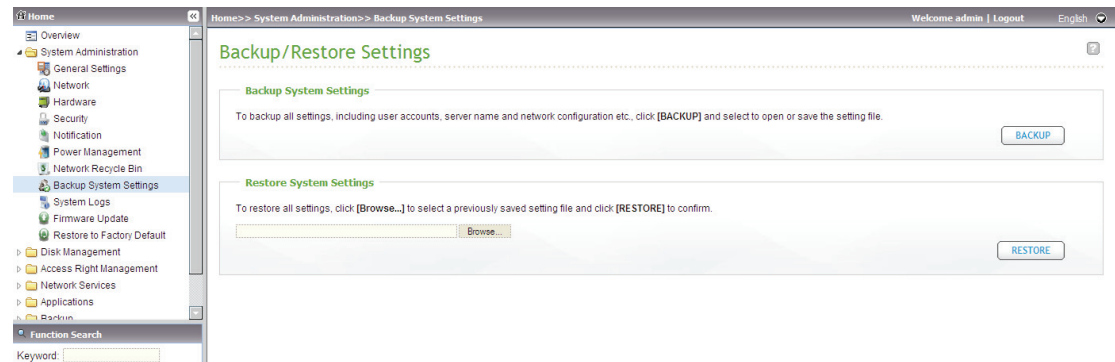 Home
Home>> System Administration>> Backup System Settings
Welcome admin | Logout
English
Overview
System Administration
General Settings
Network
Hardware
Security
Notification
Power Management
Network Recycle Bin
Backup System Settings
System Logs
Firmware Update
Restore to Factory Default
Disk Management
Access Right Management
Network Services
Applications
Backup
Function Search
Keyword:
Backup/Restore Settings
?
Backup System Settings
To backup all settings, including user accounts, server name and network configuration etc., click [BACKUP] and select to open or save the setting file.
BACKUP
Restore System Settings
To restore all settings, click [Browse...] to select a previously saved setting file and click [RESTORE] to confirm.
Browse...
RESTORE